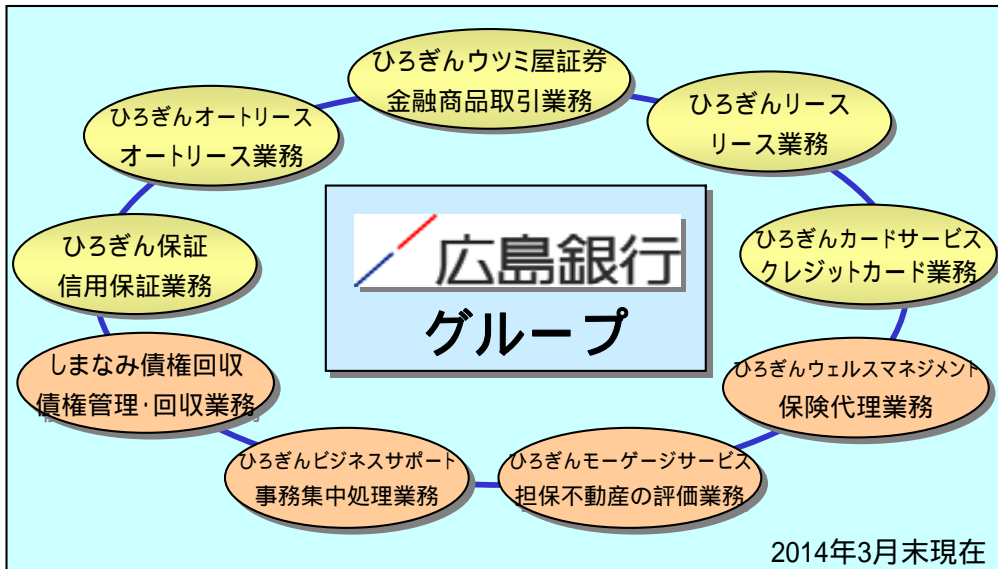 ひろぎんウツミ屋証券
金融商品取引業務
ひろぎんオートリース
オートリース業務
ひろぎんリース
リース業務
ひろぎん保証
信用保証業務
広島銀行
グループ
ひろぎんカードサービス
クレジットカード業務
しまなみ債権回収
債権管理・回収業務
ひろぎんウェルスマネジメント
保険代理業務
ひろぎんビジネスサポート
事務集中処理業務
ひろぎんモーゲージサービス
担保不動産の評価業務
2014年3月末現在